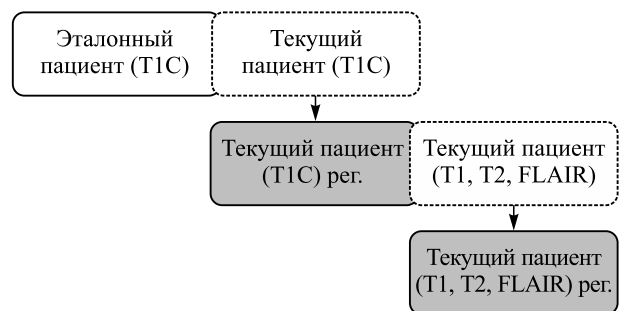 Эталонный
пациент (T1C)
Текущий
пациент (T1C)
Текущий пациент
(T1C) рег.
Текущий пациент
(T1, T2, FLAIR)
Текущий пациент
(T1, T2, FLAIR) рег.